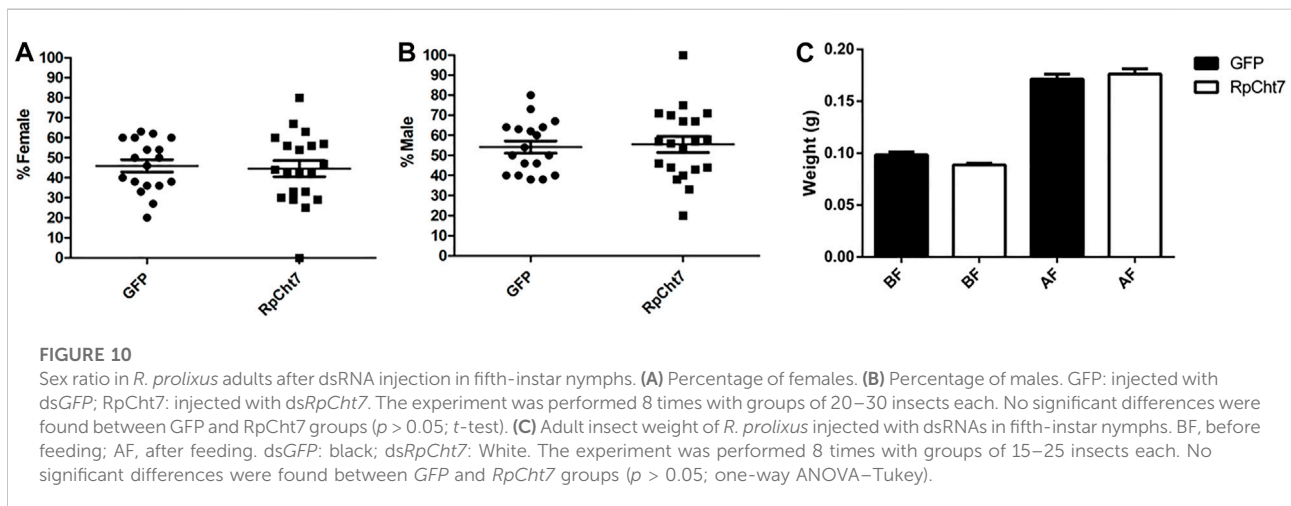 A
100
90
80
70
60
50
40
30
20
10
0
% Female
GFP
RpCht7
B
100
90
80
70
60
50
40
30
20
10
0
% Male
GFP
RpCht7
C
0.20
0.15
0.10
0.05
0.00
Weight (g)
BF
BF
AF
AF
GFP
RpCht7
FIGURE 10
Sex ratio in R. prolixus adults after dsRNA injection in fifth-instar nymphs. (A) Percentage of females. (B) Percentage of males. GFP: injected with
dsGFP; RpCht7: injected with dsRpCht7. The experiment was performed 8 times with groups of 20–30 insects each. No significant differences were
found between GFP and RpCht7 groups (p > 0.05; t-test). (C) Adult insect weight of R. prolixus injected with dsRNAs in fifth-instar nymphs. BF, before
feeding; AF, after feeding. dsGFP: black; dsRpCht7: White. The experiment was performed 8 times with groups of 15–25 insects each. No
significant differences were found between GFP and RpCht7 groups (p > 0.05; one-way ANOVA–Tukey).